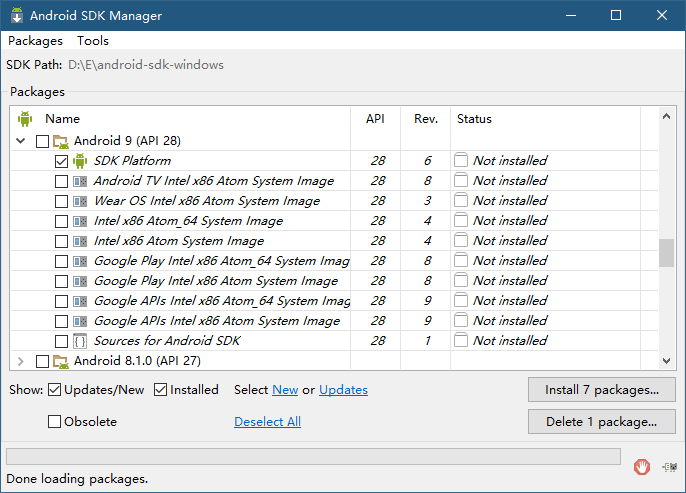 Android SDK Manager
Packages Tools
SDK Path: D:\E\android-sdk-windows
Packages
Name API Rev. Status
Android 9 (API 28)
SDK Platform 28 6 Not installed
Android TV Intel x86 Atom System Image 28 8 Not installed
Wear OS Intel x86 Atom System Image 28 3 Not installed
Intel x86 Atom_64 System Image 28 4 Not installed
Intel x86 Atom System Image 28 4 Not installed
Google Play Intel x86 Atom_64 System Imag 28 8 Not installed
Google Play Intel x86 Atom System Image 28 8 Not installed
Google APIs Intel x86 Atom_64 System Imag 28 9 Not installed
Google APIs Intel x86 Atom System Image 28 9 Not installed
Sources for Android SDK 28 1 Not installed
Android 8.1.0 (API 27)
Show: Updates/New Installed Select New or Updates Install 7 packages...
Obsolete Deselect All Delete 1 package...
Done loading packages.